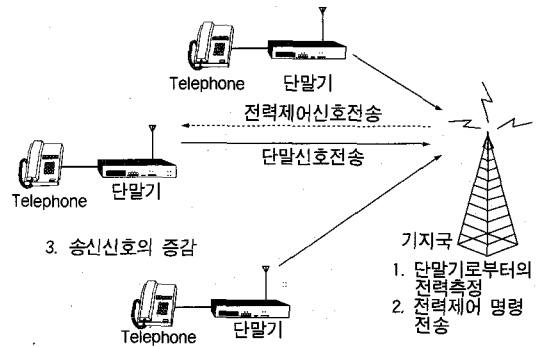 Telephone
단말기
전력제어신호전송
단말신호전송
Telephone
단말기
3. 송신신호의 증감
기지국
1. 단말기로부터의
전력측정
2. 전력제어 명령
전송
Telephone
단말기